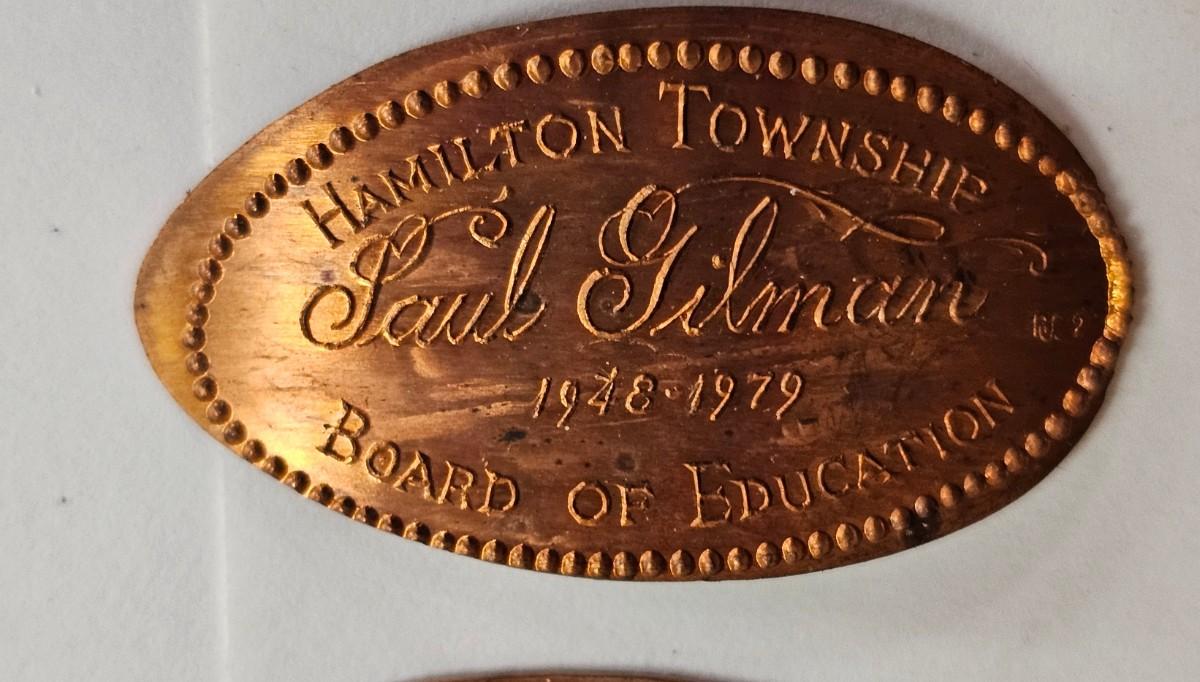 HAMILTON TOWNSHIP
Saul Gilman
1948·1979
BOARD OF EDUCATION